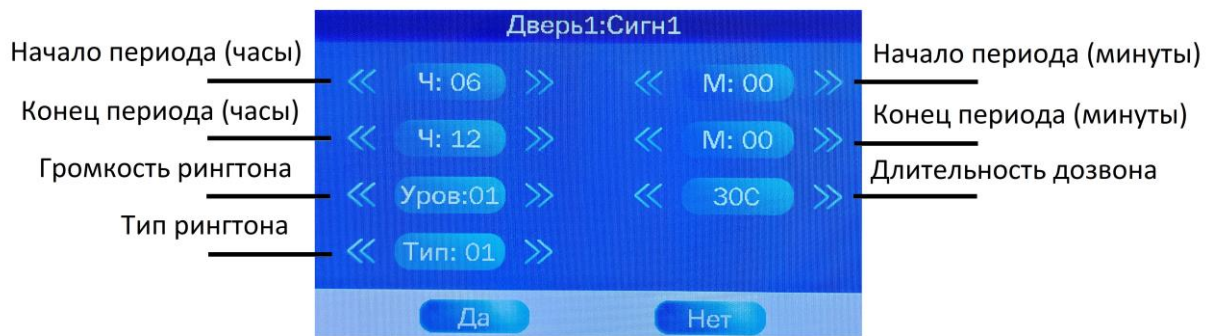 Дверь1:Сигн1
Начало периода (часы)
Ч: 06
М: 00
Начало периода (минуты)
Конец периода (часы)
Ч: 12
М: 00
Конец периода (минуты)
Громкость рингтона
Уров:01
30С
Длительность дозвона
Тип рингтона
Тип: 01
Да
Нет